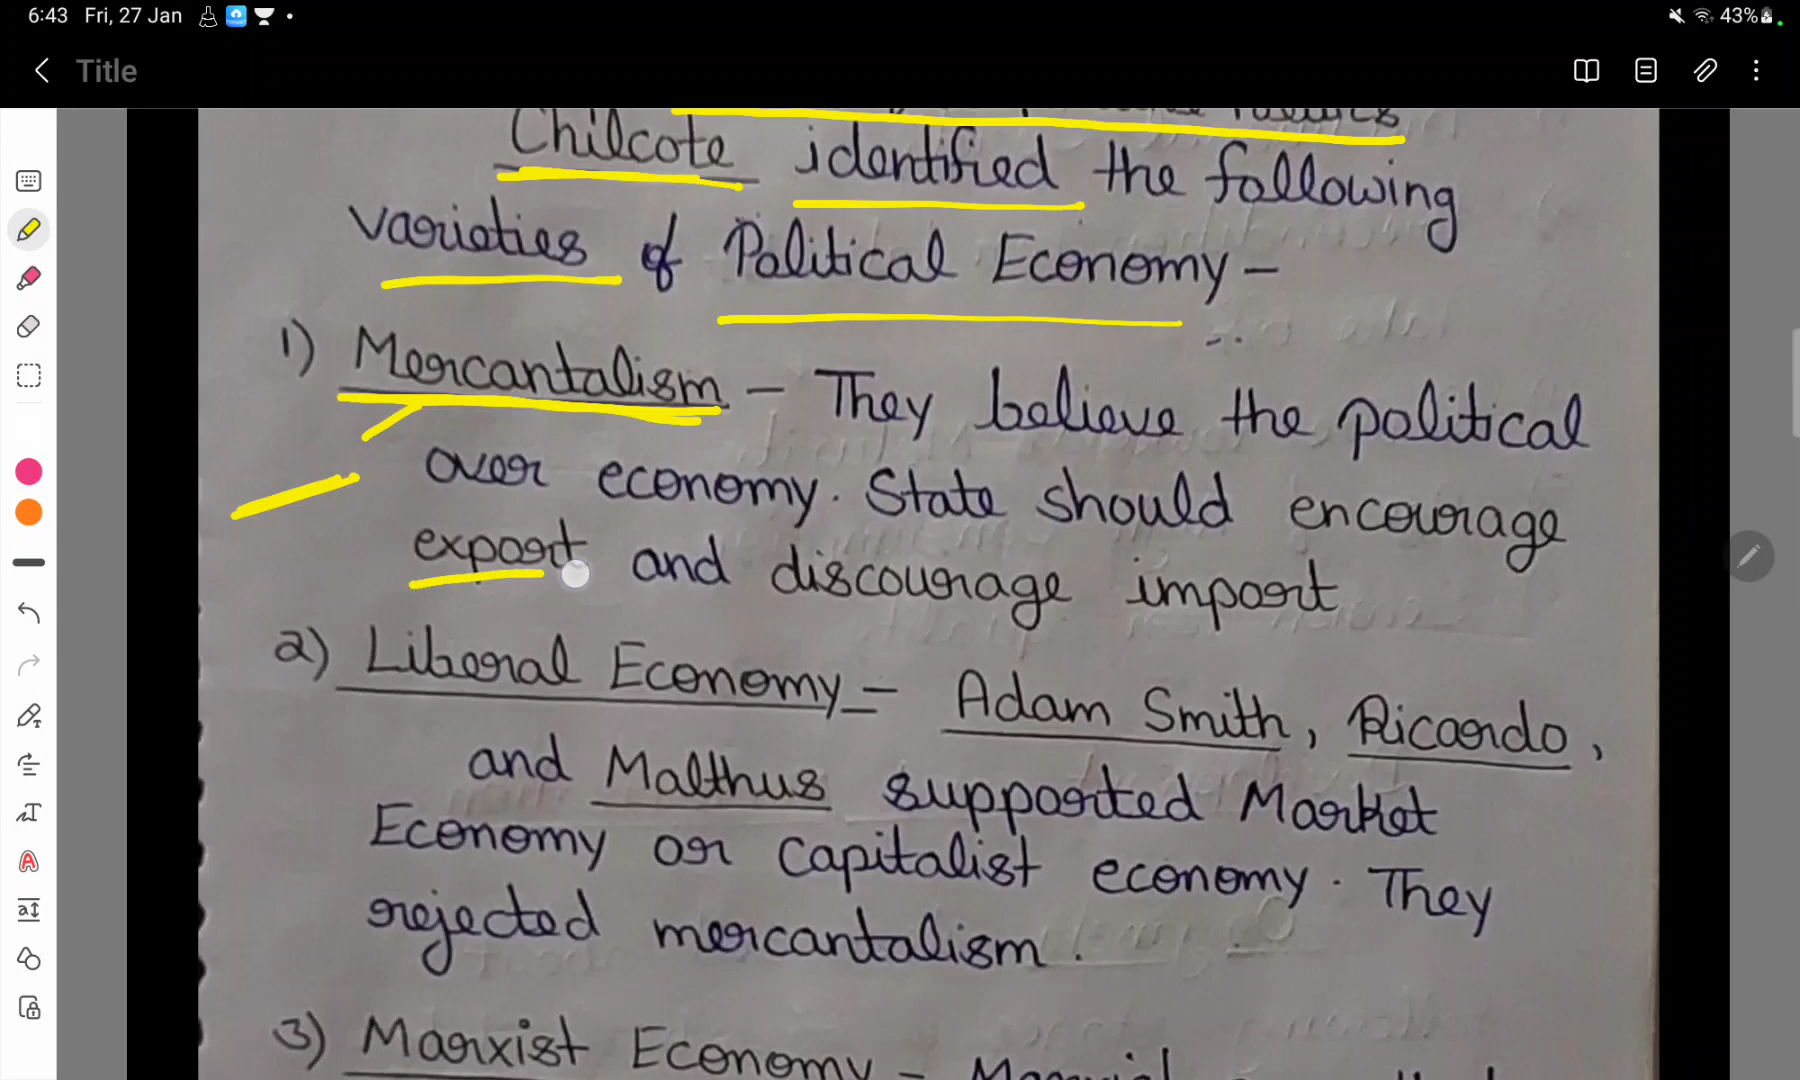 6:43 Fri, 27 Jan
43%
Title
Politics
Chilcote identified the following
varieties of Political Economy -
1) Mercantalism - They believe the political
over economy. State should encourage
export and discourage import
2) Liberal Economy - Adam Smith, Ricardo,
and Malthus supported Market
Economy or capitalist economy. They
rejected mercantalism.
3) Marxist Economy -